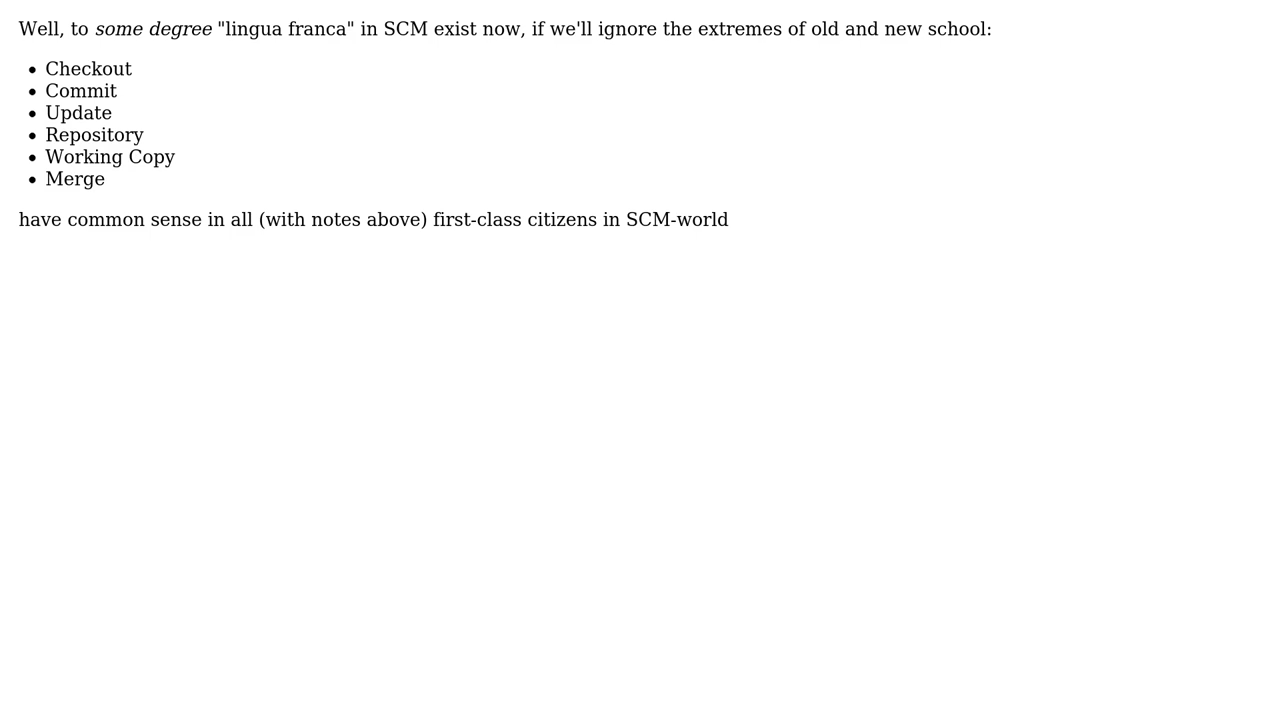 Well, to some degree "lingua franca" in SCM exist now, if we'll ignore the extremes of old and new school:
• Checkout
• Commit
• Update
• Repository
• Working Copy
• Merge
have common sense in all (with notes above) first-class citizens in SCM-world